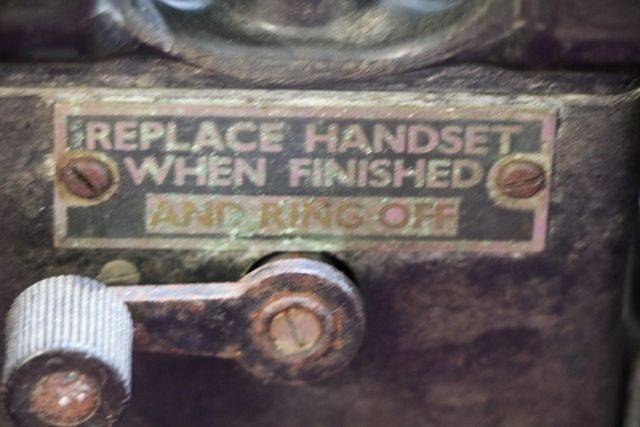 REPLACE HANDSET
WHEN FINISHED
AND RING OFF